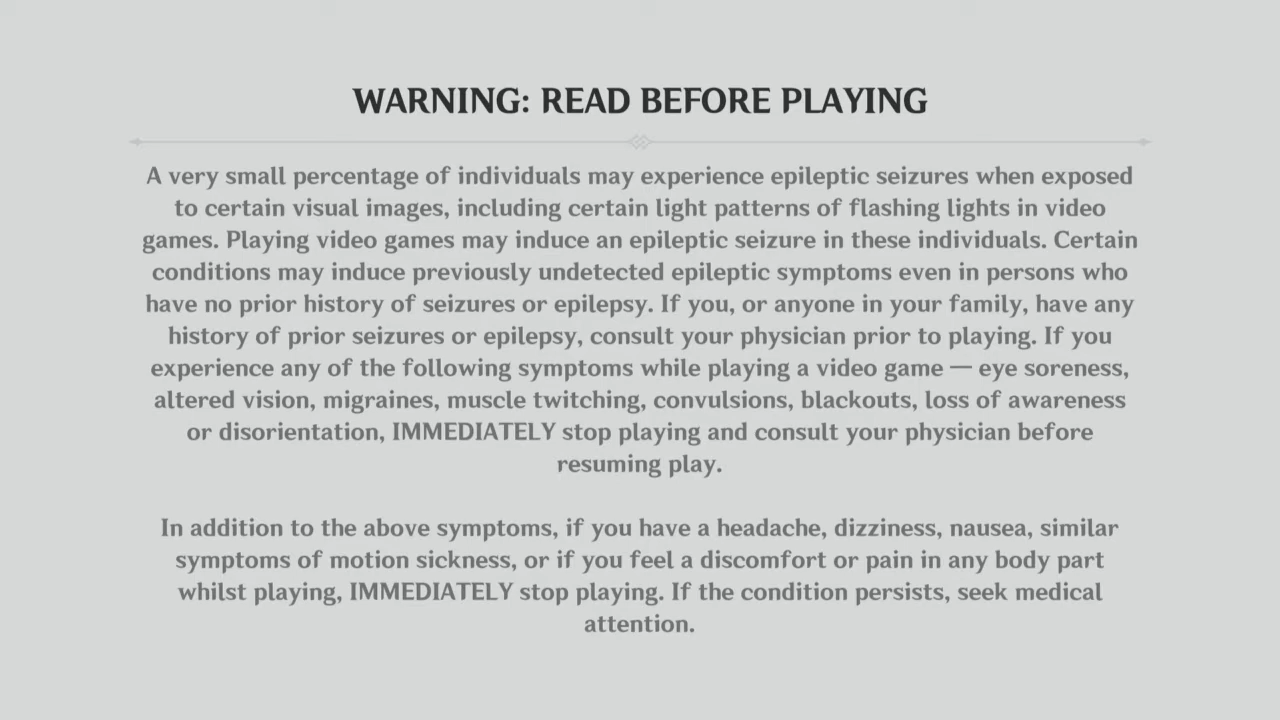 WARNING: READ BEFORE PLAYING
A very small percentage of individuals may experience epileptic seizures when exposed
to certain visual images, including certain light patterns of flashing lights in video
games. Playing video games may induce an epileptic seizure in these individuals. Certain
conditions may induce previously undetected epileptic symptoms even in persons who
have no prior history of seizures or epilepsy. If you, or anyone in your family, have any
history of prior seizures or epilepsy, consult your physician prior to playing. If you
experience any of the following symptoms while playing a video game — eye soreness,
altered vision, migraines, muscle twitching, convulsions, blackouts, loss of awareness
or disorientation, IMMEDIATELY stop playing and consult your physician before
resuming play.
In addition to the above symptoms, if you have a headache, dizziness, nausea, similar
symptoms of motion sickness, or if you feel a discomfort or pain in any body part
whilst playing, IMMEDIATELY stop playing. If the condition persists, seek medical
attention.